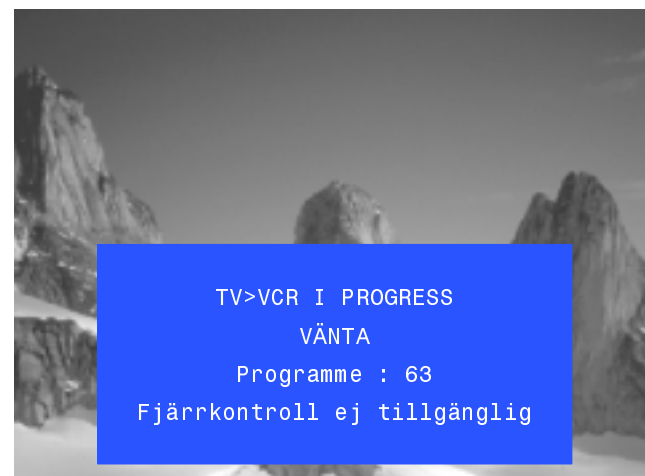 TV>VCR I PROGRESS
VÄNTA
Programme : 63
Fjärrkontroll ej tillgänglig